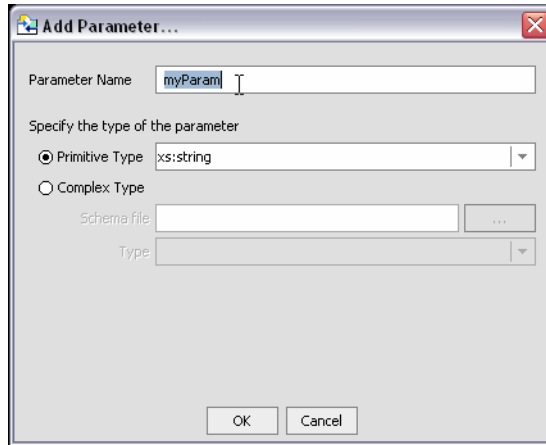 Add Parameter...
Parameter Name myParam
Specify the type of the parameter
Primitive Type xs:string
Complex Type
Schema file ...
Type
OK Cancel